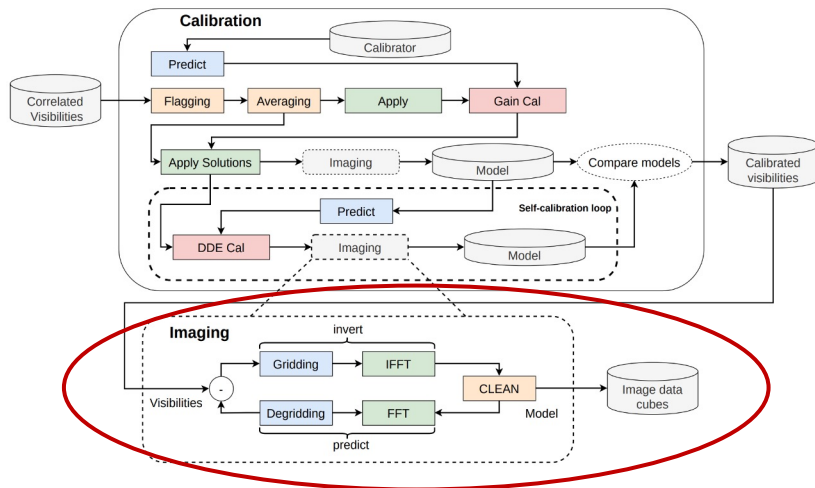 Calibration
Calibrator
Predict
Correlated
Visibilities
Flagging
Averaging
Apply
Gain Cal
Apply Solutions
Imaging
Model
Compare models
Calibrated
visibilities
Predict
Self-calibration loop
DDE Cal
Imaging
Model
Imaging
invert
Gridding
IFFT
Visibilities
-
CLEAN
Model
Image data
cubes
Degridding
FFT
predict